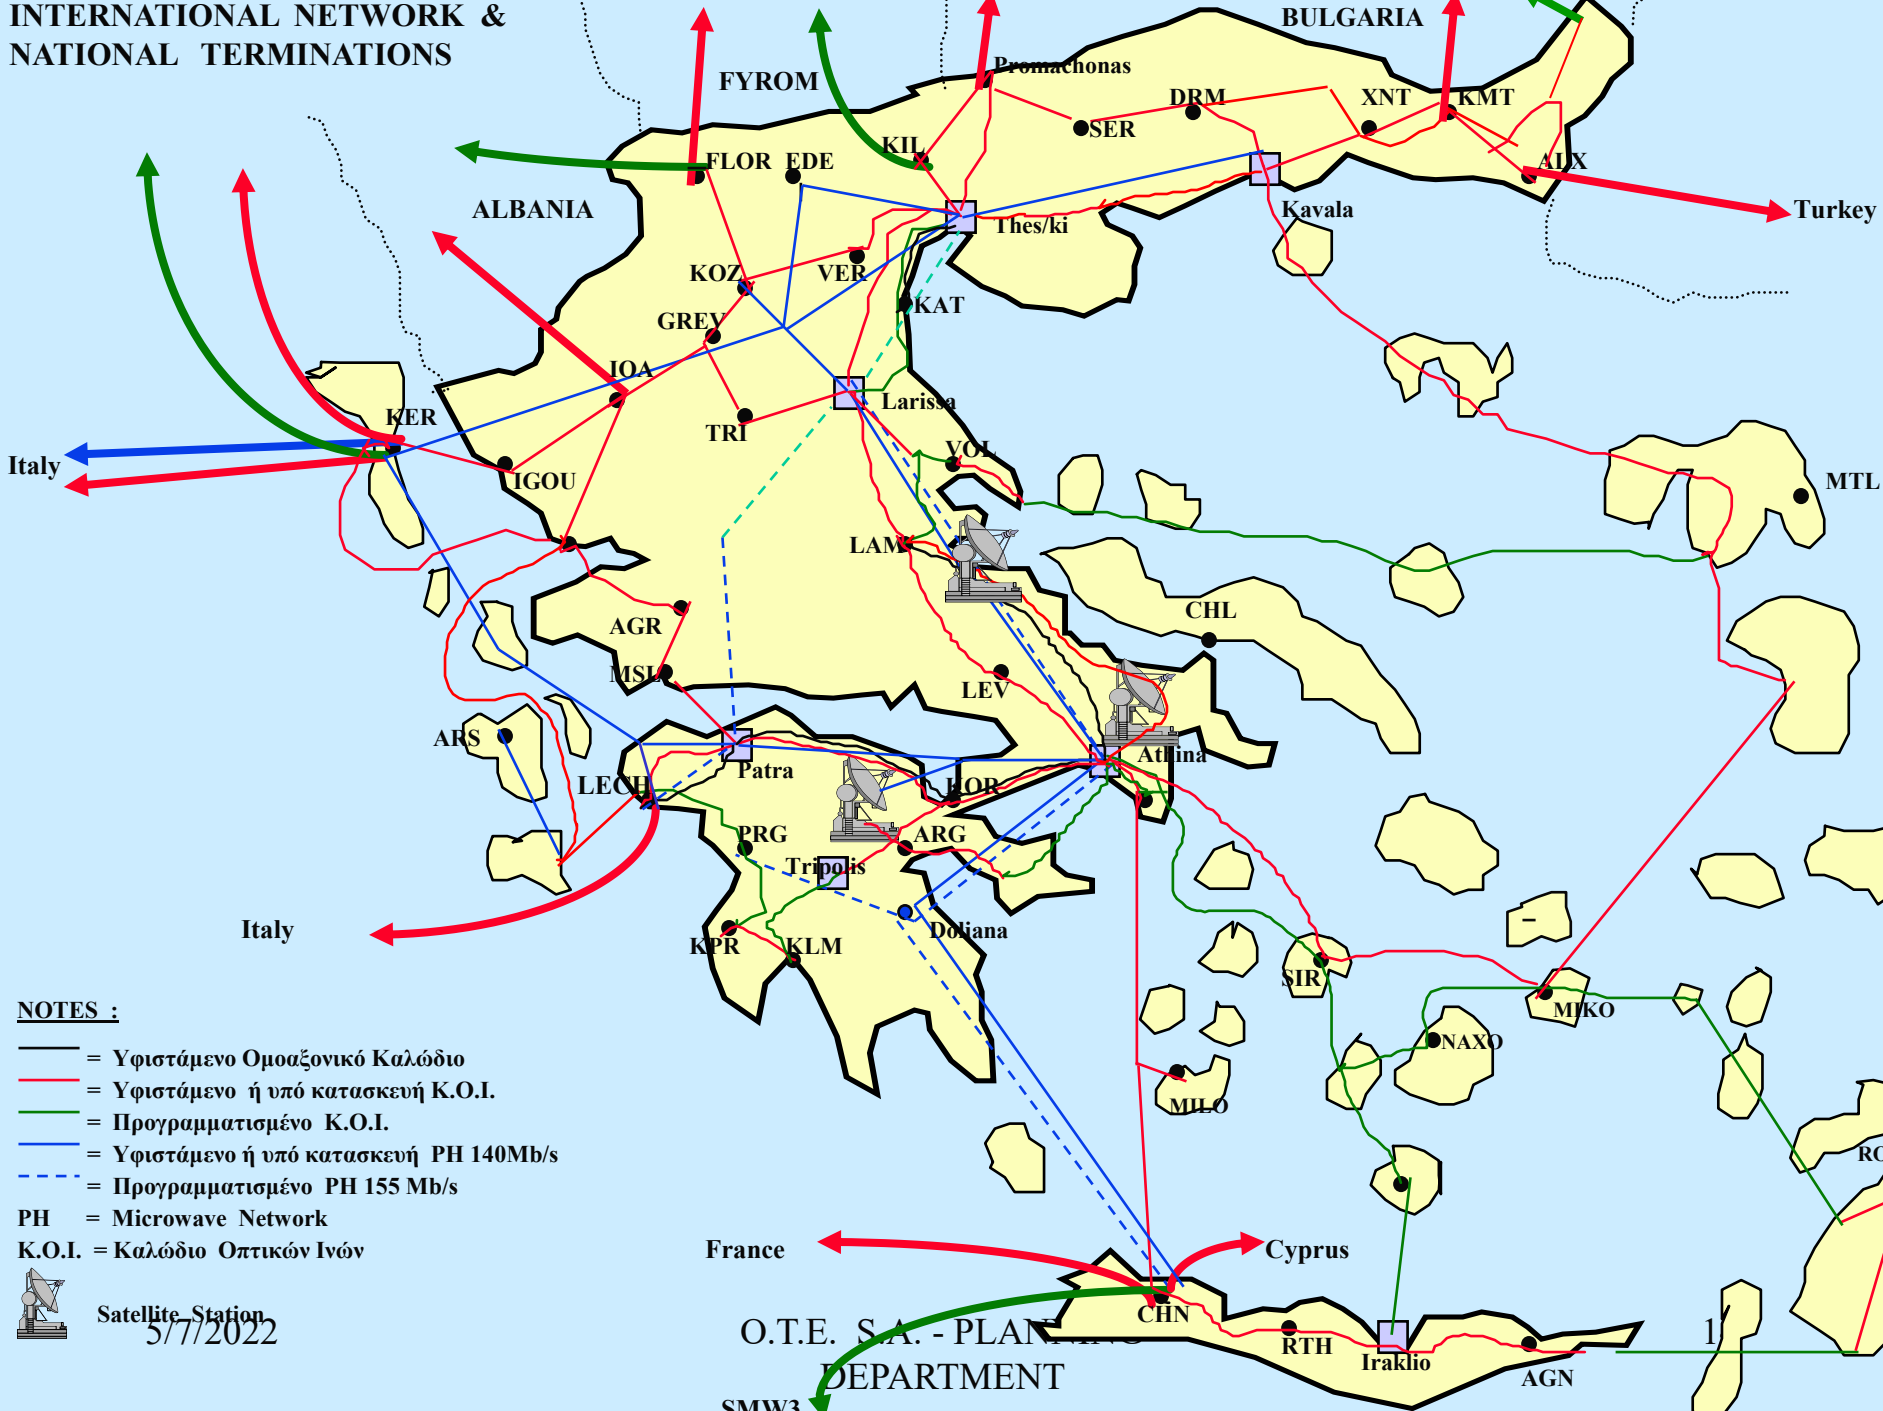 INTERNATIONAL NETWORK &
NATIONAL TERMINATIONS
BULGARIA
FYROM
Promachonas
DRM
XNT
KMT
SER
KIL
FLOR
EDE
ALX
ALBANIA
Kavala
Turkey
Thes/ki
KOZ
VER
KAT
GREV
IOA
Larissa
KER
TRI
VOL
Italy
IGOU
MTL
LAM
CHL
AGR
MSL
LEV
ARS
Athina
Patra
LECH
KOR
PRG
ARG
Tripolis
Italy
Doliana
KPR
KLM
SIR
MIKO
NAXO
MILO
NOTES :
= Υφιστάμενο Ομοαξονικό Καλώδιο
= Υφιστάμενο ή υπό κατασκευή Κ.Ο.Ι.
= Προγραμματισμένο Κ.Ο.Ι.
= Υφιστάμενο ή υπό κατασκευή PH 140Mb/s
= Προγραμματισμένο PH 155 Mb/s
PH = Microwave Network
Κ.Ο.Ι. = Καλώδιο Οπτικών Ινών
Satellite Station
RO
France
Cyprus
CHN
RTH
Iraklio
AGN
5/7/2022
O.T.E. S.A. - PLANNING
DEPARTMENT
SMW3